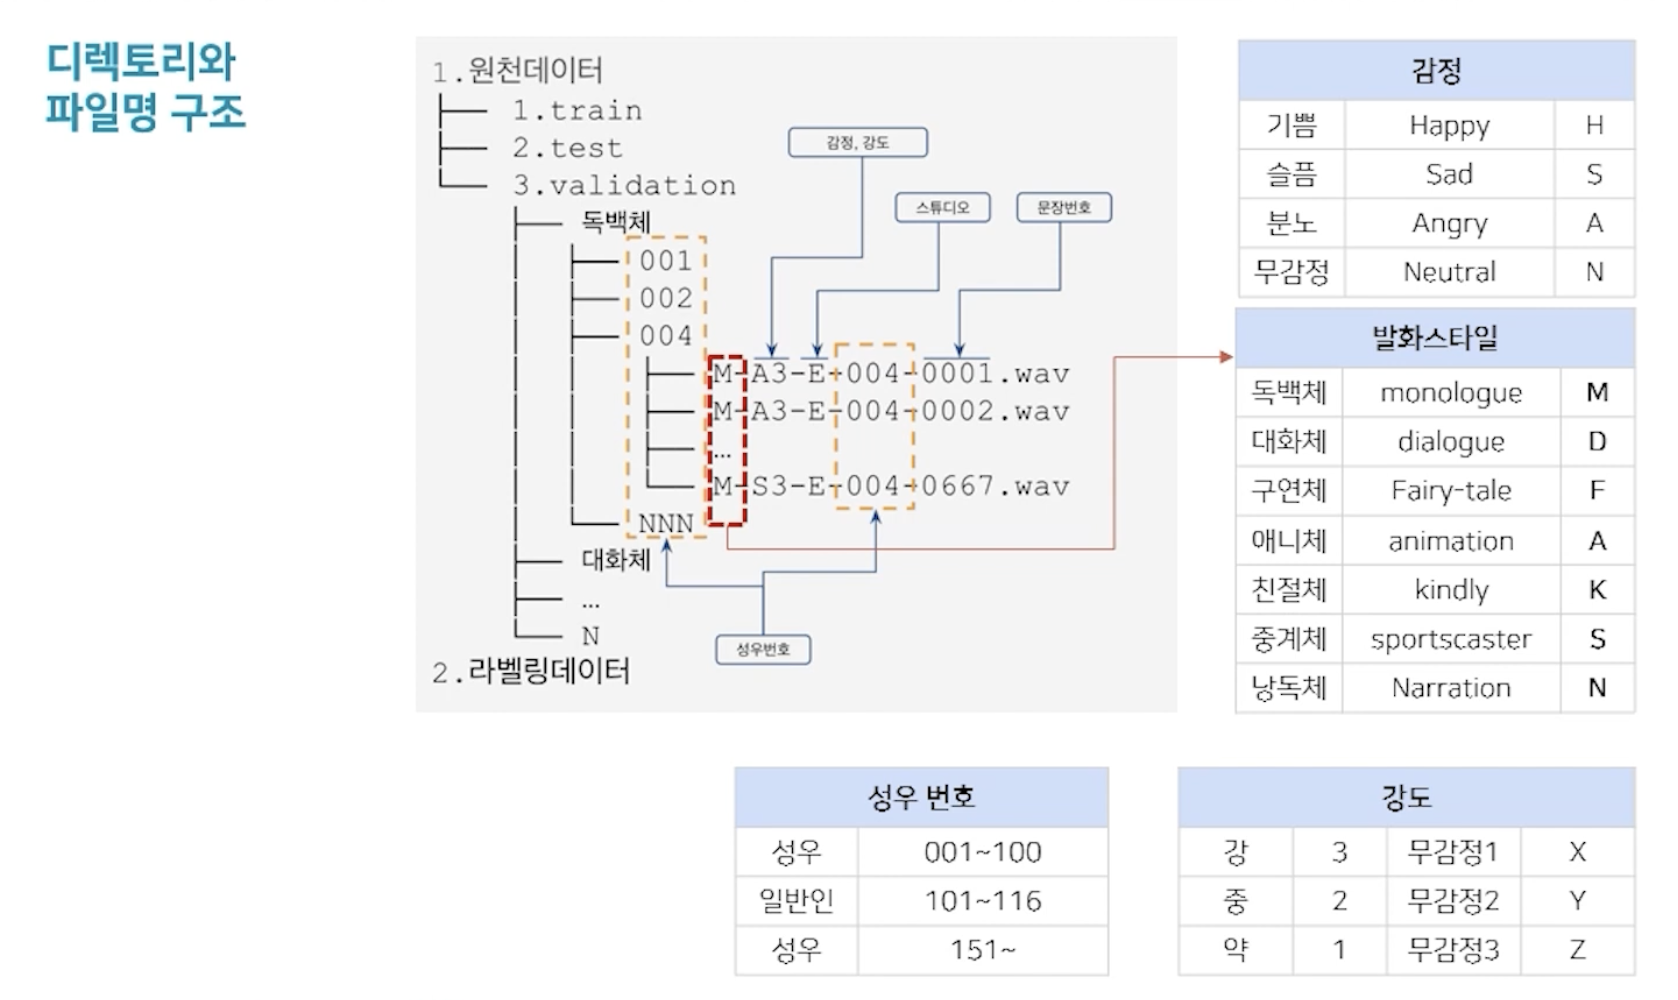 디렉토리와
파일명 구조
1.원천데이터
1.train
2.test
3.validation
독백체
001
002
004
감정, 강도
스튜디오
문장번호
M-A3-E-004-0001.wav
M-A3-E-004-0002.wav
...
M-S3-E-004-0667.wav
NNN
대화체
...
N
성우번호
2.라벨링데이터
감정
기쁨 Happy H
슬픔 Sad S
분노 Angry A
무감정 Neutral N
발화스타일
독백체 monologue M
대화체 dialogue D
구연체 Fairy-tale F
애니체 animation A
친절체 kindly K
중계체 sportscaster S
낭독체 Narration N
성우 번호
성우 001~100
일반인 101~116
성우 151~
강도
강 3 무감정1 X
중 2 무감정2 Y
약 1 무감정3 Z